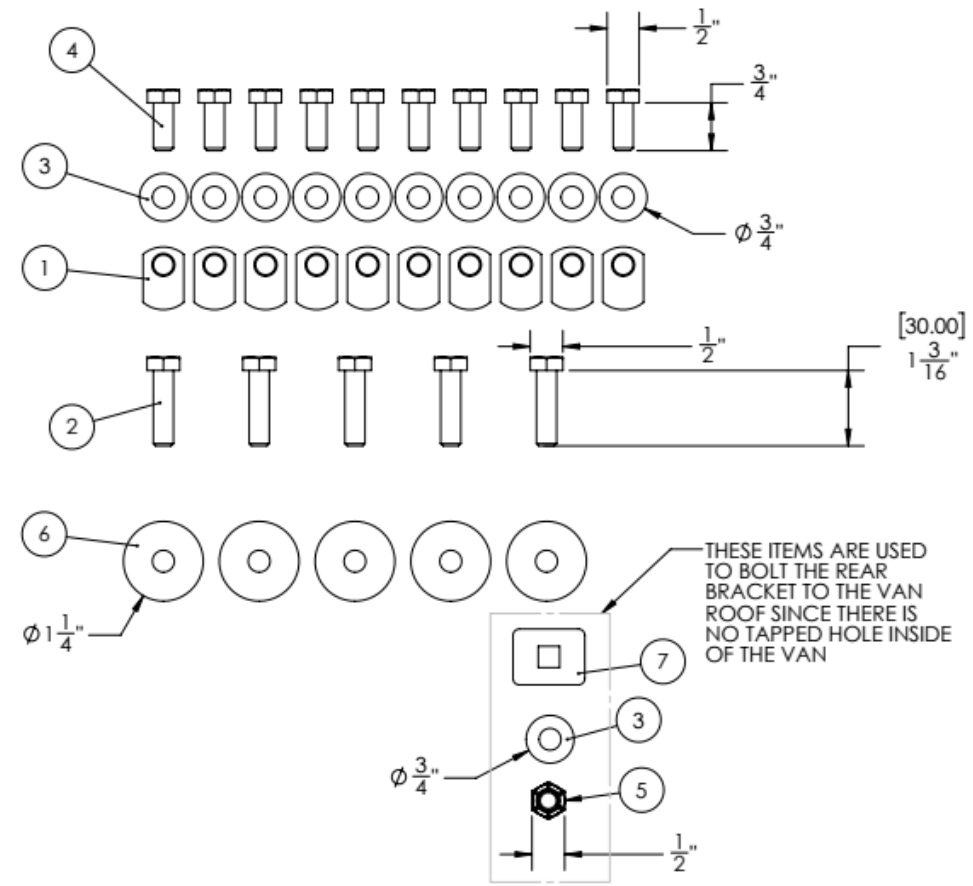 4
1/2"
3/4"
3
Ø 3/4"
1
[30.00]
1 3/16"
1/2"
2
6
Ø1 1/4"
THESE ITEMS ARE USED
TO BOLT THE REAR
BRACKET TO THE VAN
ROOF SINCE THERE IS
NO TAPPED HOLE INSIDE
OF THE VAN
7
3
Ø 3/4"
5
1/2"